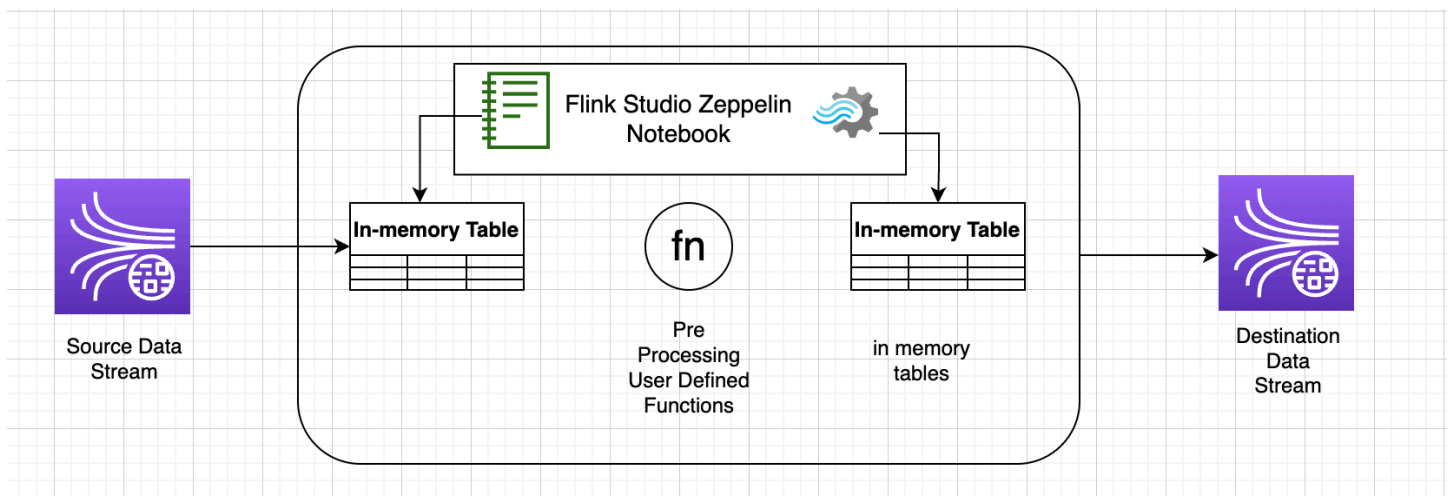 Flink Studio Zeppelin
Notebook
In-memory Table
fn
In-memory Table
Source Data
Stream
Pre
Processing
User Defined
Functions
in memory
tables
Destination
Data
Stream